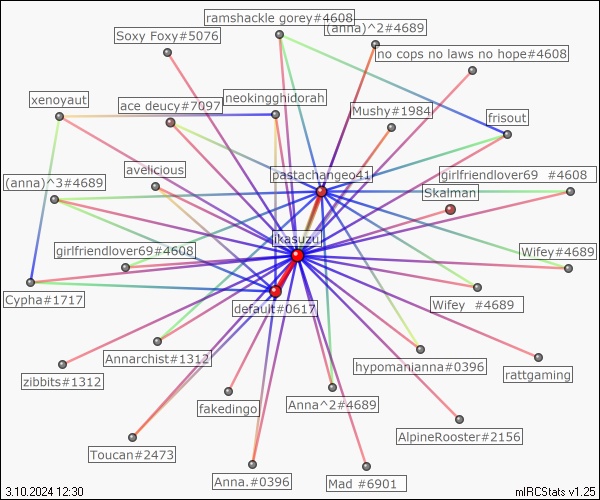 ramshackle gorey#4608
(anna)^2#4689
Soxy Foxy#5076
no cops no laws no hope#4608
xenoyaut
ace deucy#7097
neokingghidorah
Mushy#1984
frisout
avelicious
pastachangeo41
girlfriendlover69 #4608
(anna)^3#4689
Skalman
ikasuzu
girlfriendlover69#4608
Wifey#4689
Cypha#1717
default#0617
Wifey #4689
Annarchist#1312
hypomanianna#0396
rattgaming
zibbits#1312
fakedingo
Anna^2#4689
AlpineRooster#2156
Toucan#2473
Anna.#0396
Mad #6901
3.10.2024 12:30
mIRCStats v1.25